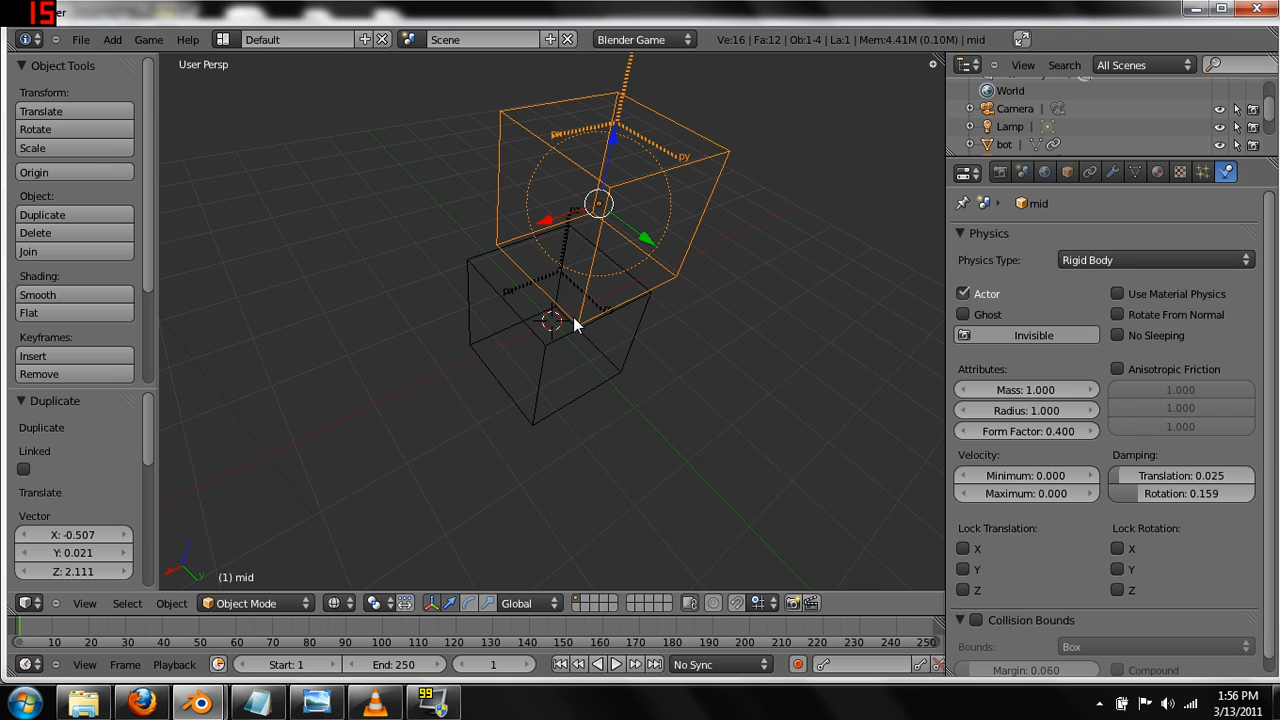 15
er
File Add Game Help Default Scene Blender Game Ve:16 | Fa:12 | Ob:1-4 | La:1 | Mem:4.41M (0.10M) | mid
Object Tools
Transform:
Translate
Rotate
Scale
Origin
Object:
Duplicate
Delete
Join
Shading:
Smooth
Flat
Keyframes:
Insert
Remove
Duplicate
Duplicate
Linked
Translate
Vector
X: -0.507
Y: 0.021
Z: 2.111
User Persp
px
py
px
(1) mid
View Select Object Object Mode Global
10 20 30 40 50 60 70 80 90 100 110 120 130 140 150 160 170 180 190 200 210 220 230 240 250
View Frame Playback Start: 1 End: 250 1 No Sync
View Search All Scenes
World
Camera
Lamp
bot
mid
Physics
Physics Type: Rigid Body
Actor Use Material Physics
Ghost Rotate From Normal
Invisible No Sleeping
Attributes: Anisotropic Friction
Mass: 1.000 1.000
Radius: 1.000 1.000
Form Factor: 0.400 1.000
Velocity: Damping:
Minimum: 0.000 Translation: 0.025
Maximum: 0.000 Rotation: 0.159
Lock Translation: Lock Rotation:
X X
Y Y
Z Z
Collision Bounds
Bounds: Box
Margin: 0.060 Compound
99
1:56 PM
3/13/2011